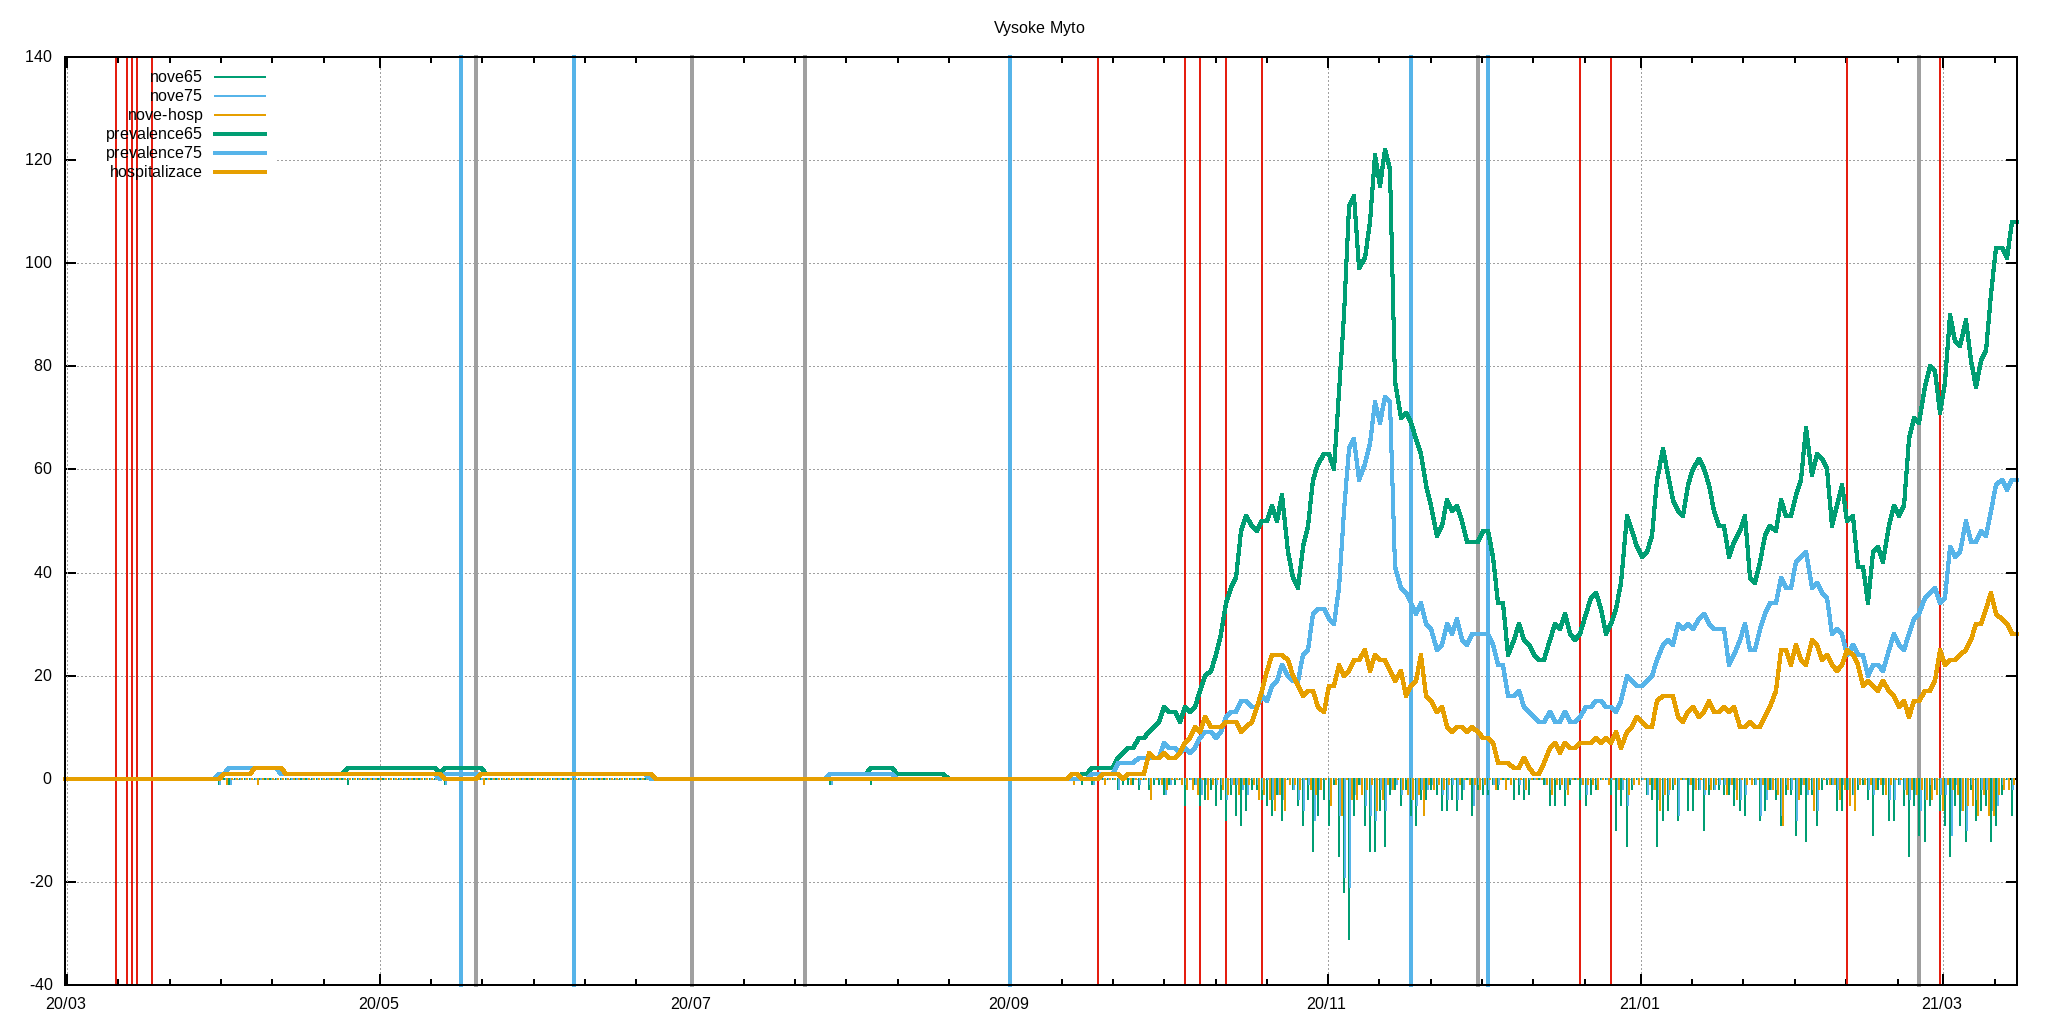 Vysoke Myto
140
120
100
80
60
40
20
0
-20
-40
nove65
nove75
nove-hosp
prevalence65
prevalence75
hospitalizace
20/03 20/05 20/07 20/09 20/11 21/01 21/03